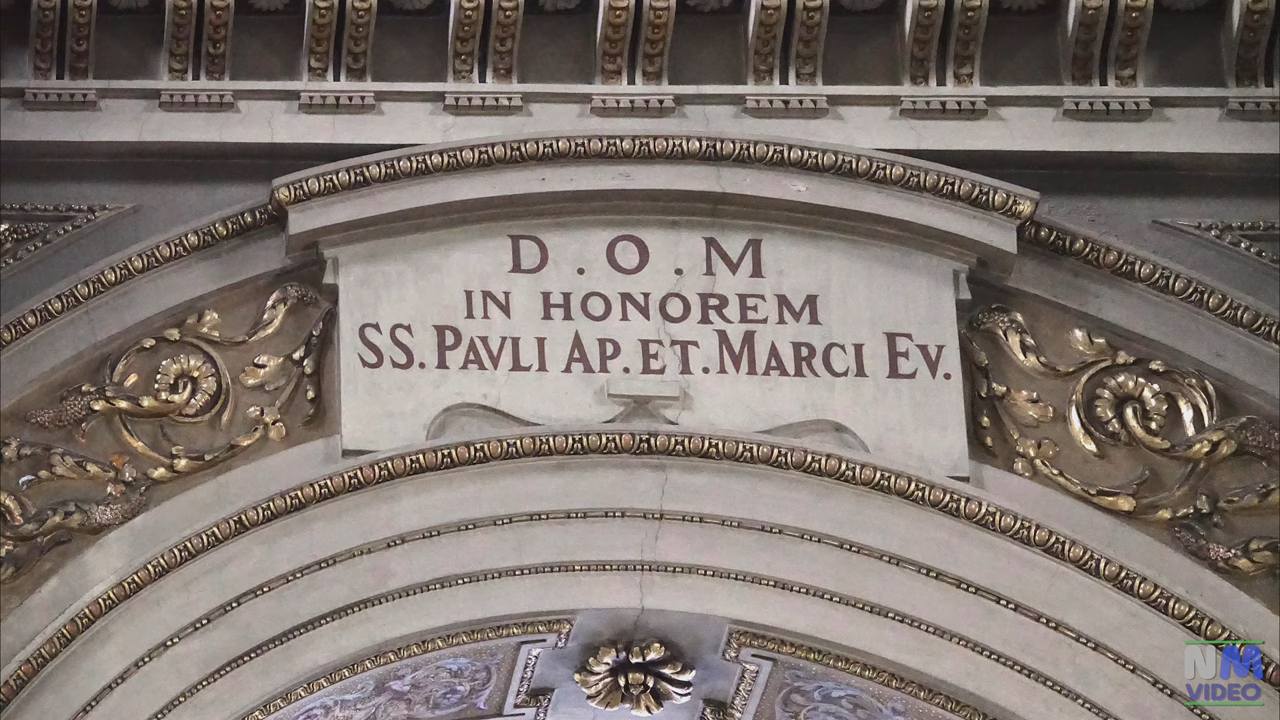 D.O.M
IN HONOREM
SS.PAVLI AP.ET.MARCI EV.
NM
VIDEO